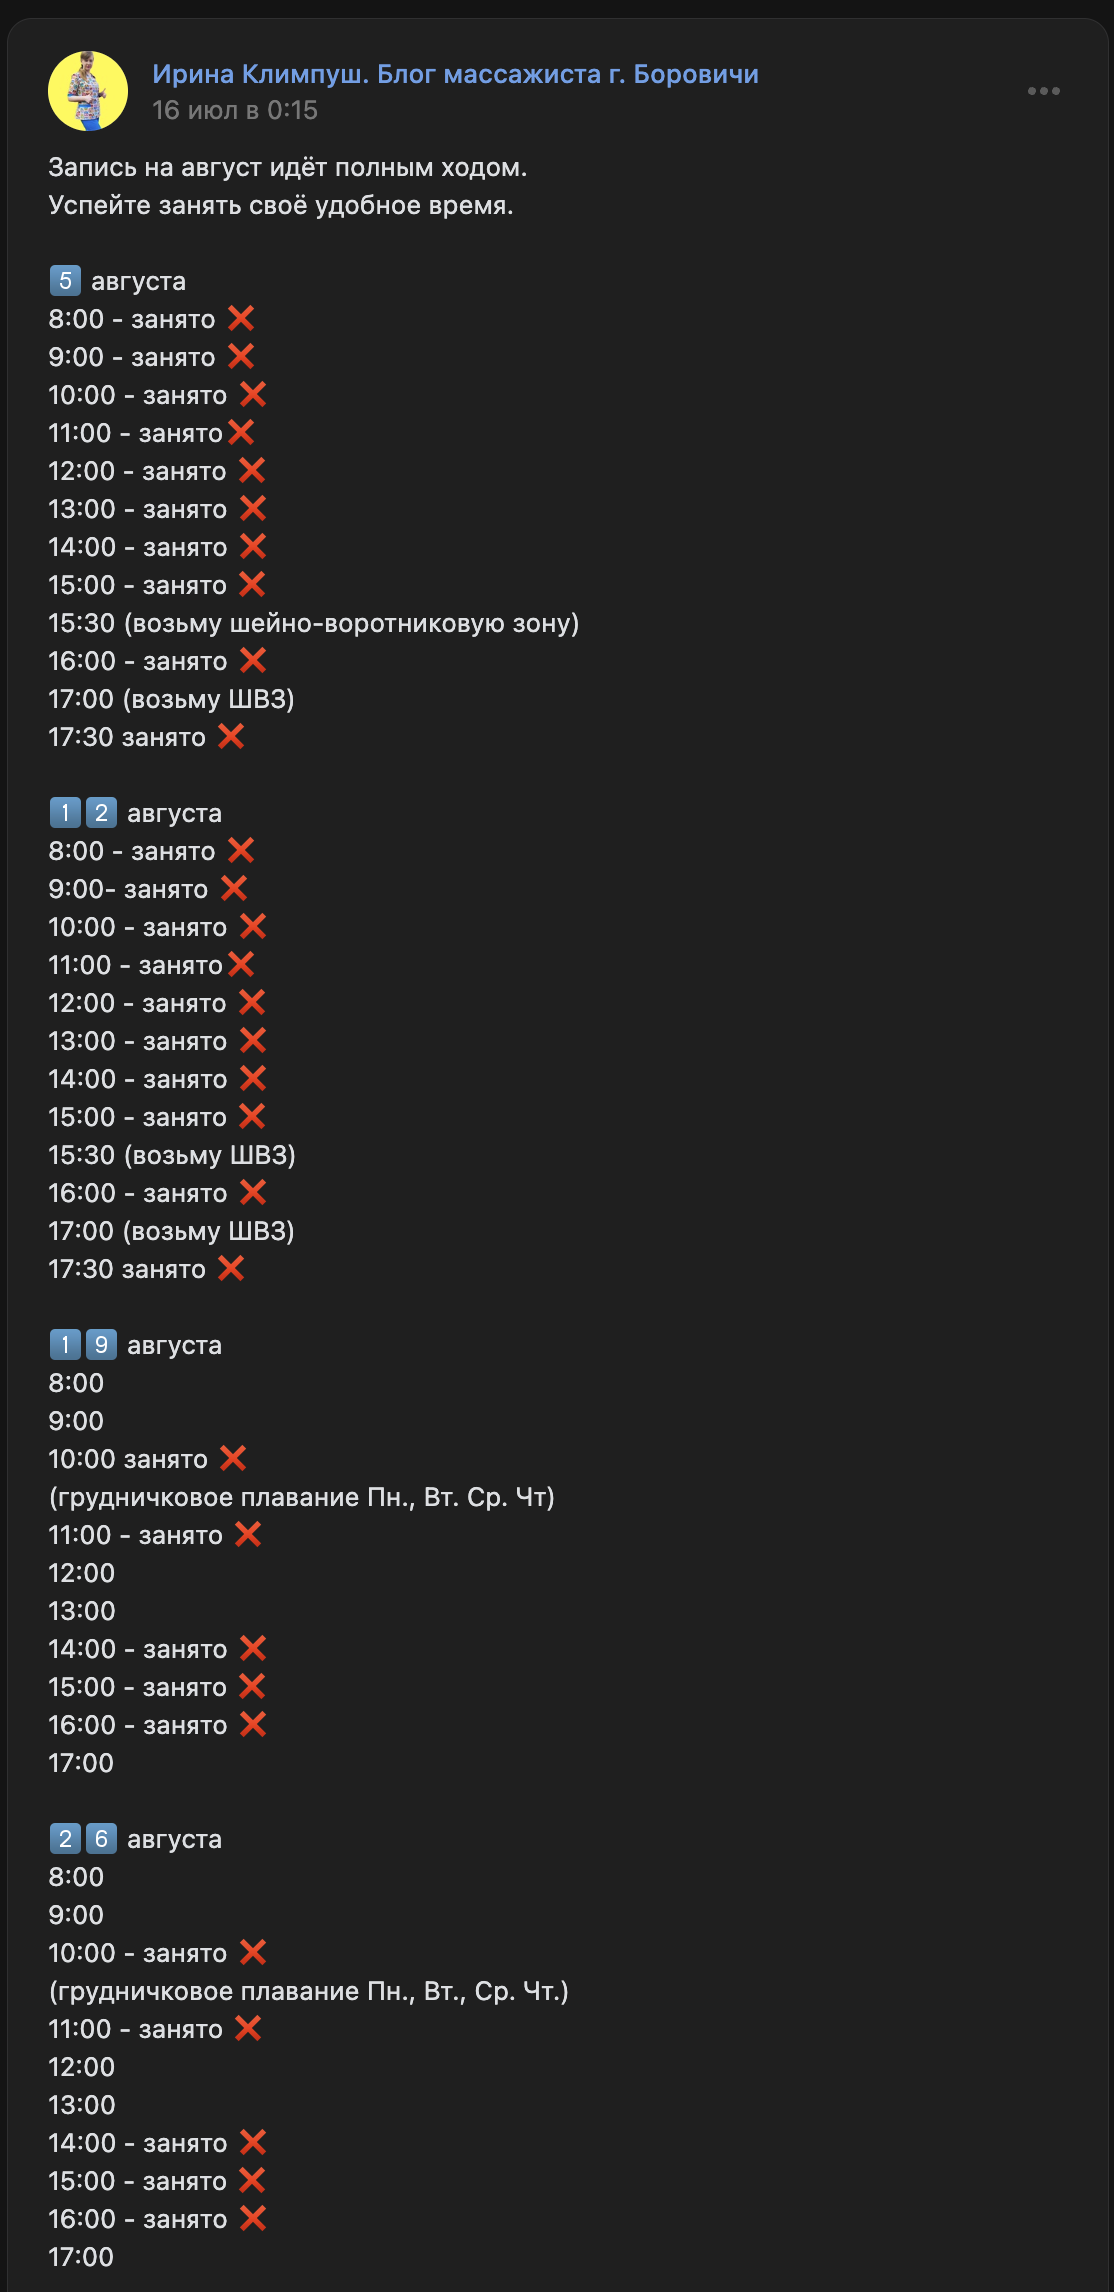 Ирина Климпуш. Блог массажиста г. Боровичи
16 июл в 0:15
Запись на август идёт полным ходом.
Успейте занять своё удобное время.
5️⃣ августа
8:00 - занято ❌
9:00 - занято ❌
10:00 - занято ❌
11:00 - занято❌
12:00 - занято ❌
13:00 - занято ❌
14:00 - занято ❌
15:00 - занято ❌
15:30 (возьму шейно-воротниковую зону)
16:00 - занято ❌
17:00 (возьму ШВЗ)
17:30 занято ❌
1️⃣2️⃣ августа
8:00 - занято ❌
9:00- занято ❌
10:00 - занято ❌
11:00 - занято❌
12:00 - занято ❌
13:00 - занято ❌
14:00 - занято ❌
15:00 - занято ❌
15:30 (возьму ШВЗ)
16:00 - занято ❌
17:00 (возьму ШВЗ)
17:30 занято ❌
1️⃣9️⃣ августа
8:00
9:00
10:00 занято ❌
(грудничковое плавание Пн., Вт. Ср. Чт)
11:00 - занято ❌
12:00
13:00
14:00 - занято ❌
15:00 - занято ❌
16:00 - занято ❌
17:00
2️⃣6️⃣ августа
8:00
9:00
10:00 - занято ❌
(грудничковое плавание Пн., Вт., Ср. Чт.)
11:00 - занято ❌
12:00
13:00
14:00 - занято ❌
15:00 - занято ❌
16:00 - занято ❌
17:00